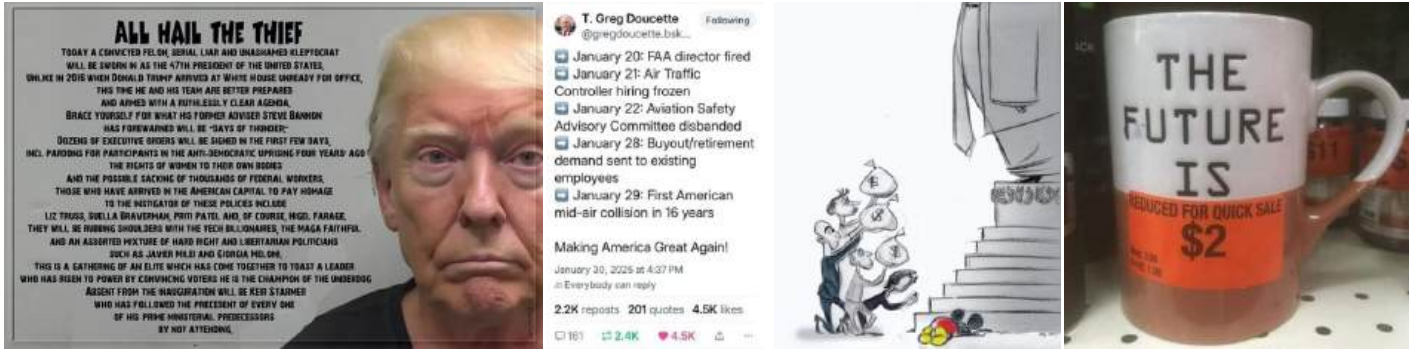 ALL HAIL THE THIEF
TODAY A CONVICTED FELON, SERIAL LIAR AND UNASHAMED KLEPTOCRAT
WILL BE SWORN IN AS THE 47TH PRESIDENT OF THE UNITED STATES,
UNLIKE IN 2016 WHEN DONALD TRUMP ARRIVED AT WHITE HOUSE UNREADY FOR OFFICE,
THIS TIME HE AND HIS TEAM ARE BETTER PREPARED
AND ARMED WITH A RUTHLESSLY CLEAR AGENDA,
BRACE YOURSELF FOR WHAT HIS FORMER ADVISER STEVE BANNON
HAS FOREWARNED WILL BE "DAYS OF THUNDER;"
DOZENS OF EXECUTIVE ORDERS WILL BE SIGNED IN THE FIRST FEW DAYS,
INCL PARDONS FOR PARTICIPANTS IN THE ANTI-DEMOCRATIC UPRISING FOUR YEARS' AGO
THE RIGHTS OF WOMEN TO THEIR OWN BODIES
AND THE POSSIBLE SACKING OF THOUSANDS OF FEDERAL WORKERS,
THOSE WHO HAVE ARRIVED IN THE AMERICAN CAPITAL TO PAY HOMAGE
TO THE INSTIGATOR OF THESE POLICES INCLUDE
LIZ TRUSS, SUELLA BRAVERMAN, PRITI PATEL AND, OF COURSE, NIGEL FARAGE,
THEY WILL BE RUBBING SHOULDERS WITH THE TECH BILLIONAIRES, THE MAGA FAITHFUL
AND AN ASSORTED MIXTURE OF HARD RIGHT AND LIBERTARIAN POLITICIANS
SUCH AS JAVIER MILEI AND GIORGIA MELONI,
THIS IS A GATHERING OF AN ELITE WHICH HAS COME TOGETHER TO TOAST A LEADER
WHO HAS RISEN TO POWER BY CONVINCING VOTERS HE IS THE CHAMPION OF THE UNDERDOG
ABSENT FROM THE INAUGURATION WILL BE KEIR STARMER
WHO HAS FOLLOWED THE PRECEDENT OF EVERY ONE
OF HIS PRIME MINISTERIAL PREDECESSORS
BY NOT ATTENDING,
T. Greg Doucette
Following
@gregdoucette.bsk...
➡️ January 20: FAA director fired
➡️ January 21: Air Traffic
Controller hiring frozen
➡️ January 22: Aviation Safety
Advisory Committee disbanded
➡️ January 28: Buyout/retirement
demand sent to existing
employees
➡️ January 29: First American
mid-air collision in 16 years
Making America Great Again!
January 30, 2025 at 4:37 PM
Everybody can reply
2.2K reposts 201 quotes 4.5K likes
161 2.4K 4.5K
THE
FUTURE
IS
REDUCED FOR QUICK SALE
$2